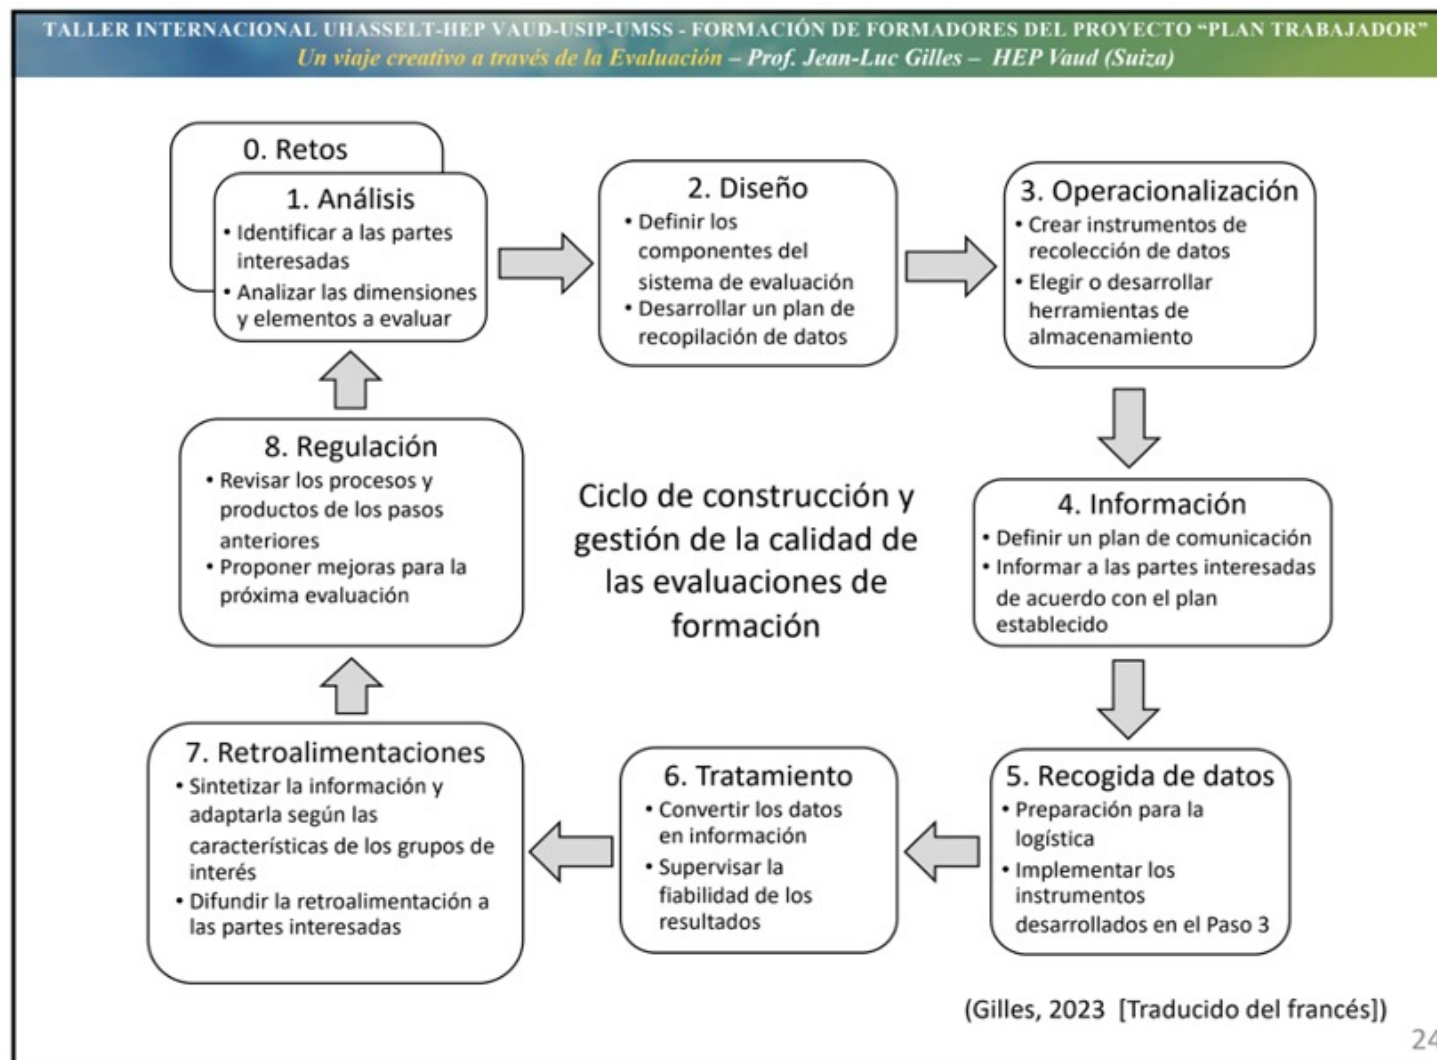 TALLER INTERNACIONAL UHASSELT-HEP VAUD-USIP-UMSS - FORMACIÓN DE FORMADORES DEL PROYECTO “PLAN TRABAJADOR”
Un viaje creativo a través de la Evaluación – Prof. Jean-Luc Gilles – HEP Vaud (Suiza)
0. Retos
1. Análisis
• Identificar a las partes
interesadas
• Analizar las dimensiones
y elementos a evaluar
2. Diseño
• Definir los
componentes del
sistema de evaluación
• Desarrollar un plan de
recopilación de datos
3. Operacionalización
• Crear instrumentos de
recolección de datos
• Elegir o desarrollar
herramientas de
almacenamiento
4. Información
• Definir un plan de comunicación
• Informar a las partes interesadas
de acuerdo con el plan
establecido
5. Recogida de datos
• Preparación para la
logística
• Implementar los
instrumentos
desarrollados en el Paso 3
6. Tratamiento
• Convertir los datos
en información
• Supervisar la
fiabilidad de los
resultados
7. Retroalimentaciones
• Sintetizar la información y
adaptarla según las
características de los grupos de
interés
• Difundir la retroalimentación a
las partes interesadas
8. Regulación
• Revisar los procesos y
productos de los pasos
anteriores
• Proponer mejoras para la
próxima evaluación
Ciclo de construcción y
gestión de la calidad de
las evaluaciones de
formación
(Gilles, 2023 [Traducido del francés])
24